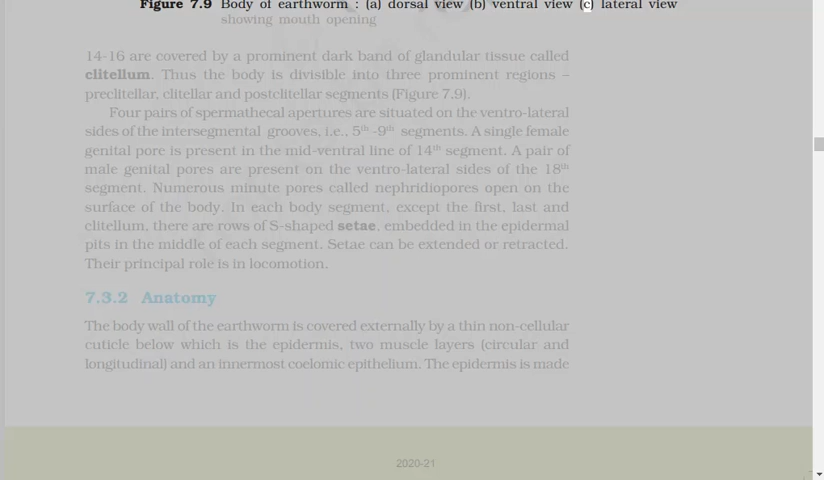 Figure 7.9 Body of earthworm : (a) dorsal view (b) ventral view (c) lateral view
showing mouth opening
14-16 are covered by a prominent dark band of glandular tissue called
clitellum. Thus the body is divisible into three prominent regions –
preclitellar, clitellar and postclitellar segments (Figure 7.9).
Four pairs of spermathecal apertures are situated on the ventro-lateral
sides of the intersegmental grooves, i.e., 5th -9th segments. A single female
genital pore is present in the mid-ventral line of 14th segment. A pair of
male genital pores are present on the ventro-lateral sides of the 18th
segment. Numerous minute pores called nephridiopores open on the
surface of the body. In each body segment, except the first, last and
clitellum, there are rows of S-shaped setae, embedded in the epidermal
pits in the middle of each segment. Setae can be extended or retracted.
Their principal role is in locomotion.
7.3.2 Anatomy
The body wall of the earthworm is covered externally by a thin non-cellular
cuticle below which is the epidermis, two muscle layers (circular and
longitudinal) and an innermost coelomic epithelium. The epidermis is made
2020-21